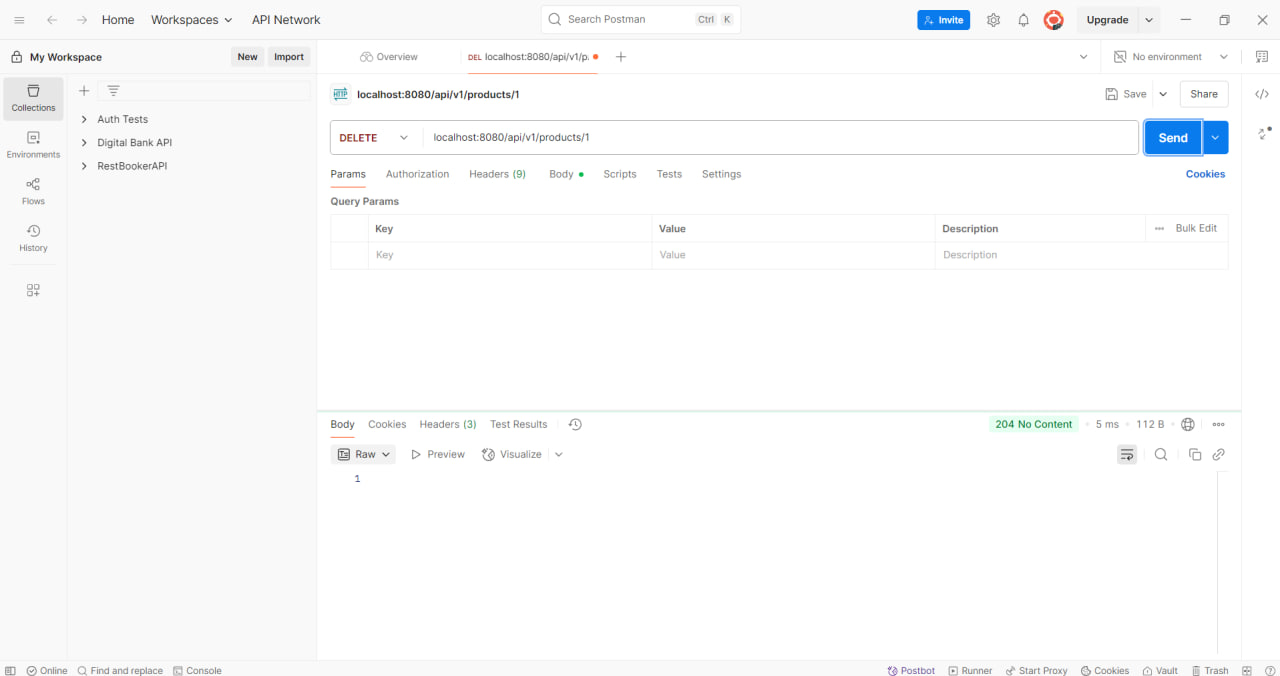 Home Workspaces API Network Search Postman Ctrl K Invite Upgrade
My Workspace New Import Overview DEL localhost:8080/api/v1/p. No environment
Collections
Environments
Flows
History
Auth Tests
Digital Bank API
RestBookerAPI
HTTP localhost:8080/api/v1/products/1 Save Share
DELETE localhost:8080/api/v1/products/1 Send
Params Authorization Headers (9) Body Scripts Tests Settings Cookies
Query Params
Key Value Description Bulk Edit
Key Value Description
Body Cookies Headers (3) Test Results 204 No Content 5 ms 112 B
Raw Preview Visualize
1
Online Find and replace Console Postbot Runner Start Proxy Cookies Vault Trash